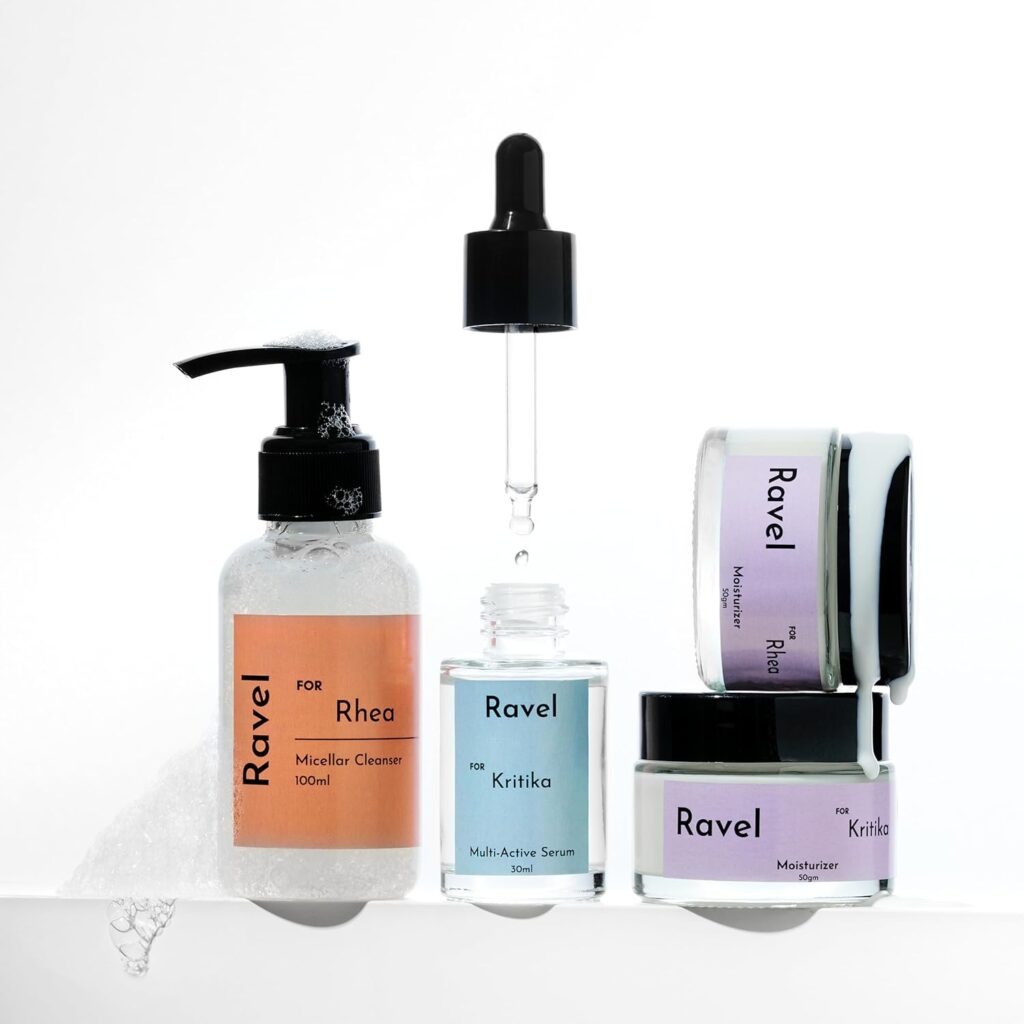 Ravel
FOR
Rhea
Micellar Cleanser
100ml
Ravel
FOR
Kritika
Multi-Active Serum
30ml
Ravel
Moisturizer
50gm
FOR
Rhea
Ravel
FOR
Kritika
Moisturizer
50gm